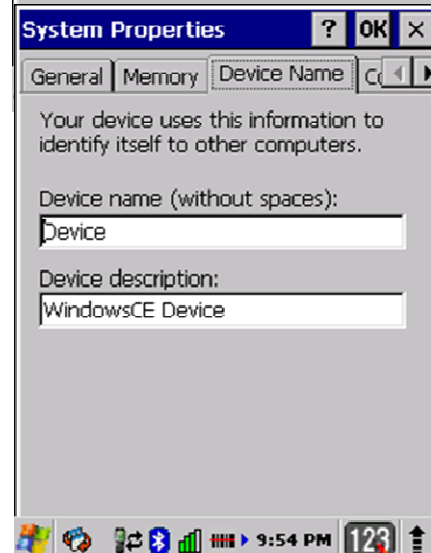 System Properties ? OK ×
General Memory Device Name
Your device uses this information to
identify itself to other computers.
Device name (without spaces):
Device
Device description:
WindowsCE Device
9:54 PM 123